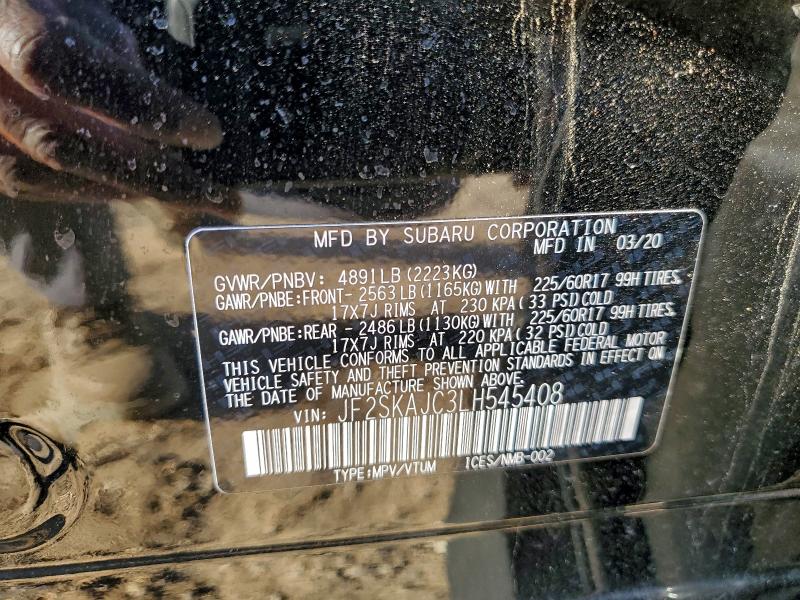 MFD BY SUBARU CORPORATION
MFD IN 03/20
GVWR/PNBV: 4891LB (2223KG)
GAWR/PNBE:FRONT- 2563 LB (1165KG) WITH 225/60R17 99H TIRES
17X7J RIMS AT 230 KPA (33 PSI) COLD
GAWR/PNBE:REAR - 2486 LB (1130KG) WITH 225/60R17 99H TIRES
17X7J RIMS AT 220 KPA (32 PSI) COLD
THIS VEHICLE CONFORMS TO ALL APPLICABLE FEDERAL MOTOR
VEHICLE SAFETY AND THEFT PREVENTION STANDARDS IN EFFECT ON
THE DATE OF MANUFACTURE SHOWN ABOVE.
VIN: JF2SKAJC3LH545408
TYPE:MPV/VTUM ICES/NMB-002